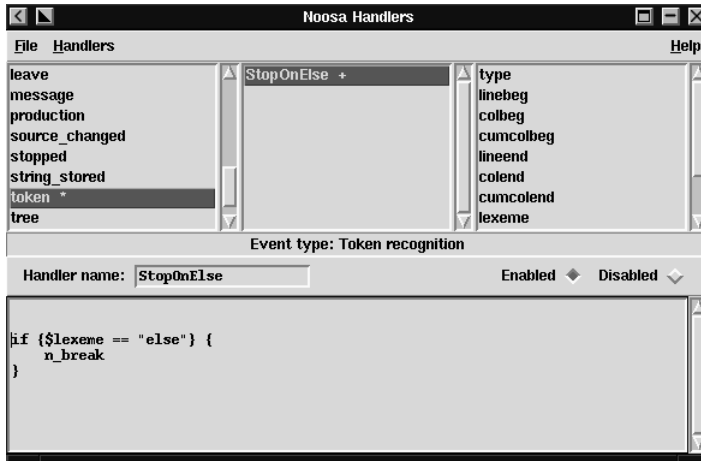 Noosa Handlers
File Handlers Help
leave
message
production
source_changed
stopped
string_stored
token *
tree
StopOnElse +
type
linebeg
colbeg
cumcolbeg
lineend
colend
cumcolend
lexeme
Event type: Token recognition
Handler name: StopOnElse Enabled Disabled
if {$lexeme == "else"} {
    n_break
}